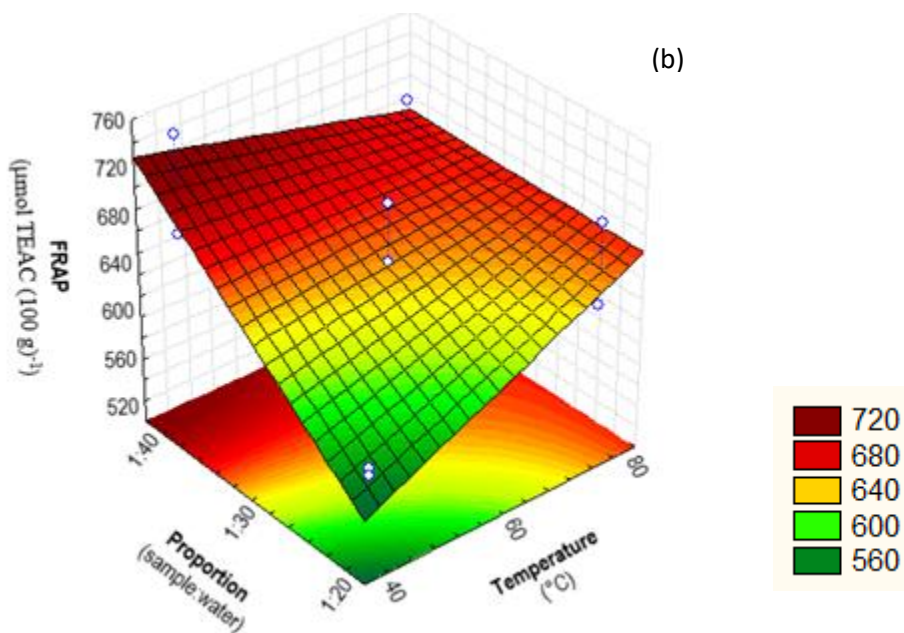 (b)
760
720
680
640
600
560
520
FRAP
(µmol TEAC (100 g)⁻¹)
1:40
1:30
1:20
Proportion
(sample:water)
40
60
80
Temperature
(°C)
720
680
640
600
560